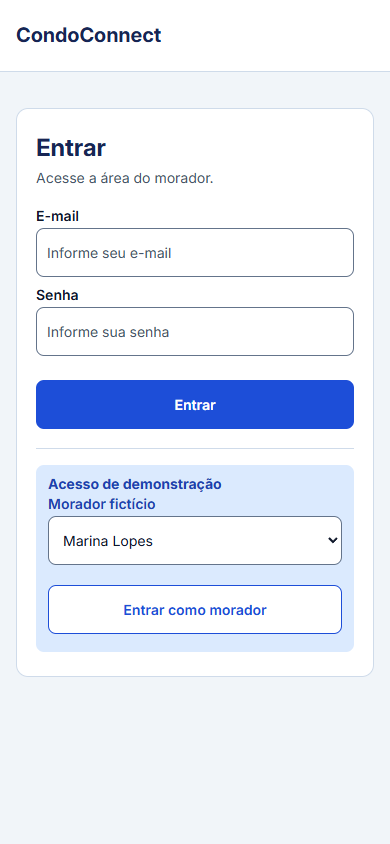 CondoConnect
Entrar
Acesse a área do morador.
E-mail
Informe seu e-mail
Senha
Informe sua senha
Entrar
Acesso de demonstração
Morador fictício
Marina Lopes
Entrar como morador